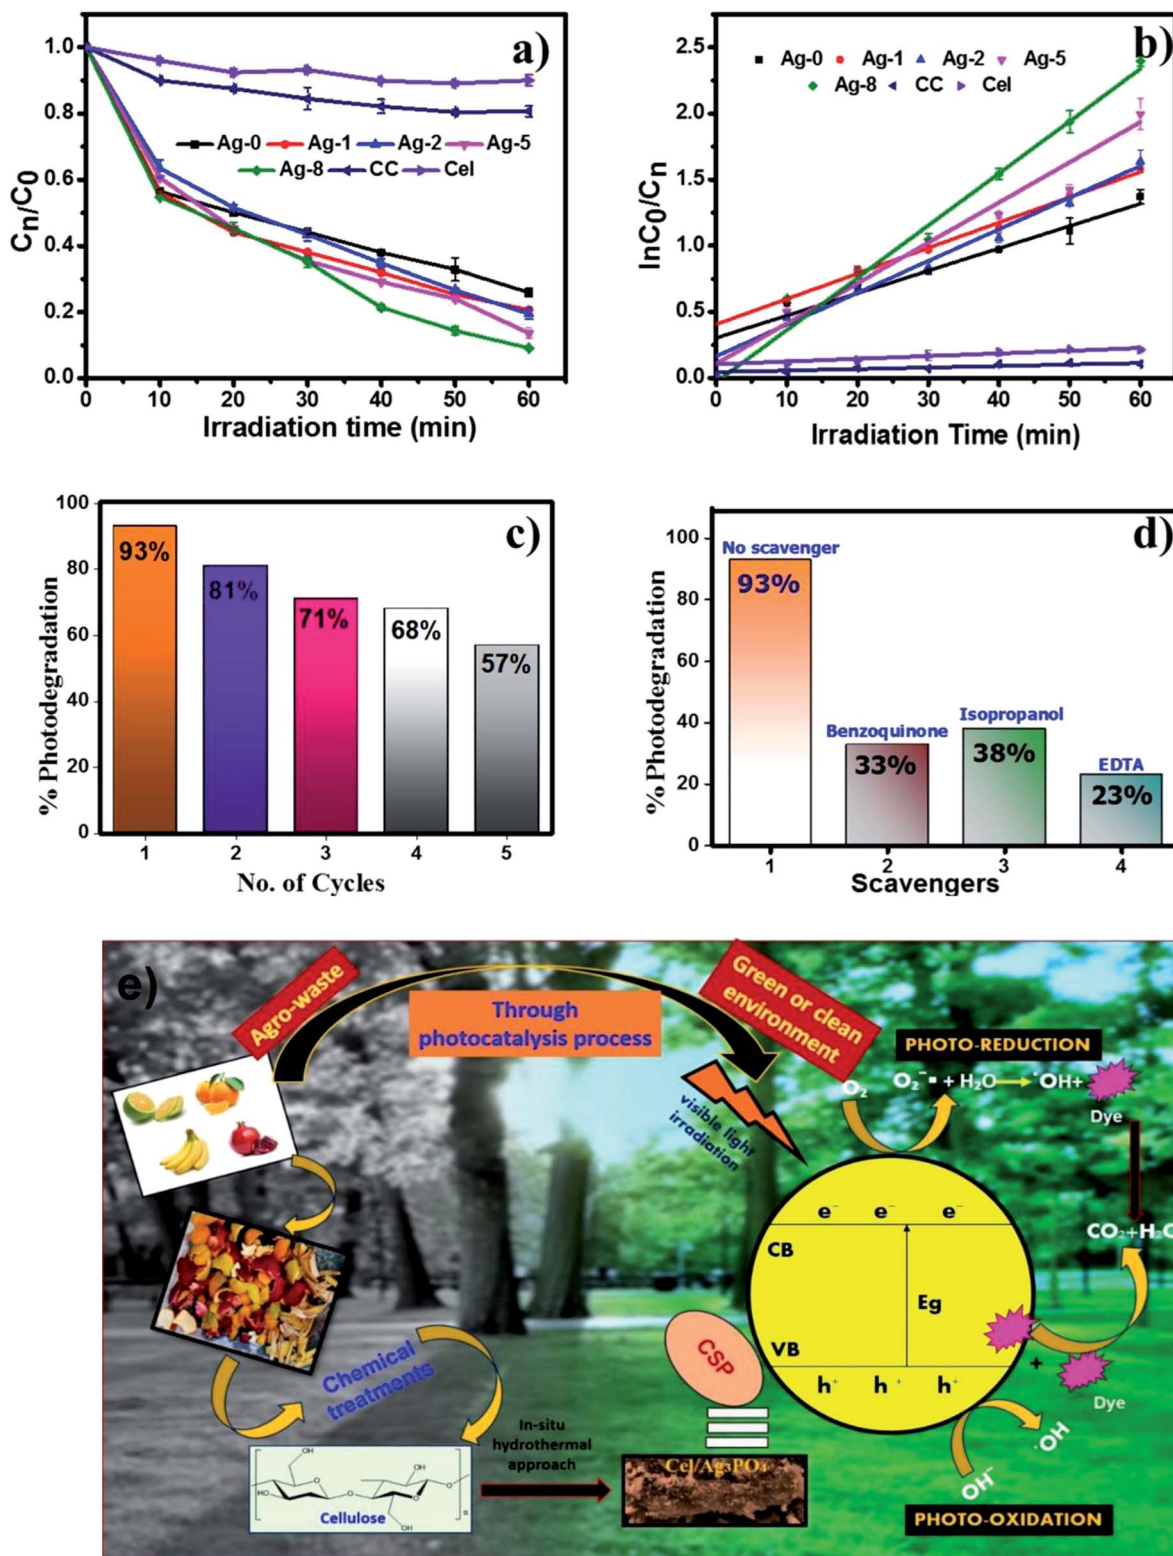 a)
1.0
0.8
0.6
0.4
0.2
0.0
Cn/C0
Ag-0 Ag-1 Ag-2 Ag-5
Ag-8 CC Cel
0 10 20 30 40 50 60
Irradiation time (min)
b)
2.5
2.0
1.5
1.0
0.5
0.0
lnC0/Cn
Ag-0 Ag-1 Ag-2 Ag-5
Ag-8 CC Cel
0 10 20 30 40 50 60
Irradiation Time (min)
c)
100
80
60
40
20
0
% Photodegradation
93%
81%
71%
68%
57%
1 2 3 4 5
No. of Cycles
d)
100
80
60
40
20
0
% Photodegradation
No scavenger
93%
Benzoquinone
33%
Isopropanol
38%
EDTA
23%
1 2 3 4
Scavengers
e)
Agro-waste
Through
photocatalysis process
Green or clean
environment
PHOTO-REDUCTION
visible light
irradiation
O2
O2−▪ + H2O → ·OH+
Dye
CO2+H2O
e− e− e−
CB
Eg
VB
h+ h+ h+
+
Dye
CSP
Chemical
treatments
In-situ
hydrothermal
approach
OH
OH
HO
O
O
O
O
OH
n
Cellulose
Cel/Ag3PO4
·OH
OH−
PHOTO-OXIDATION